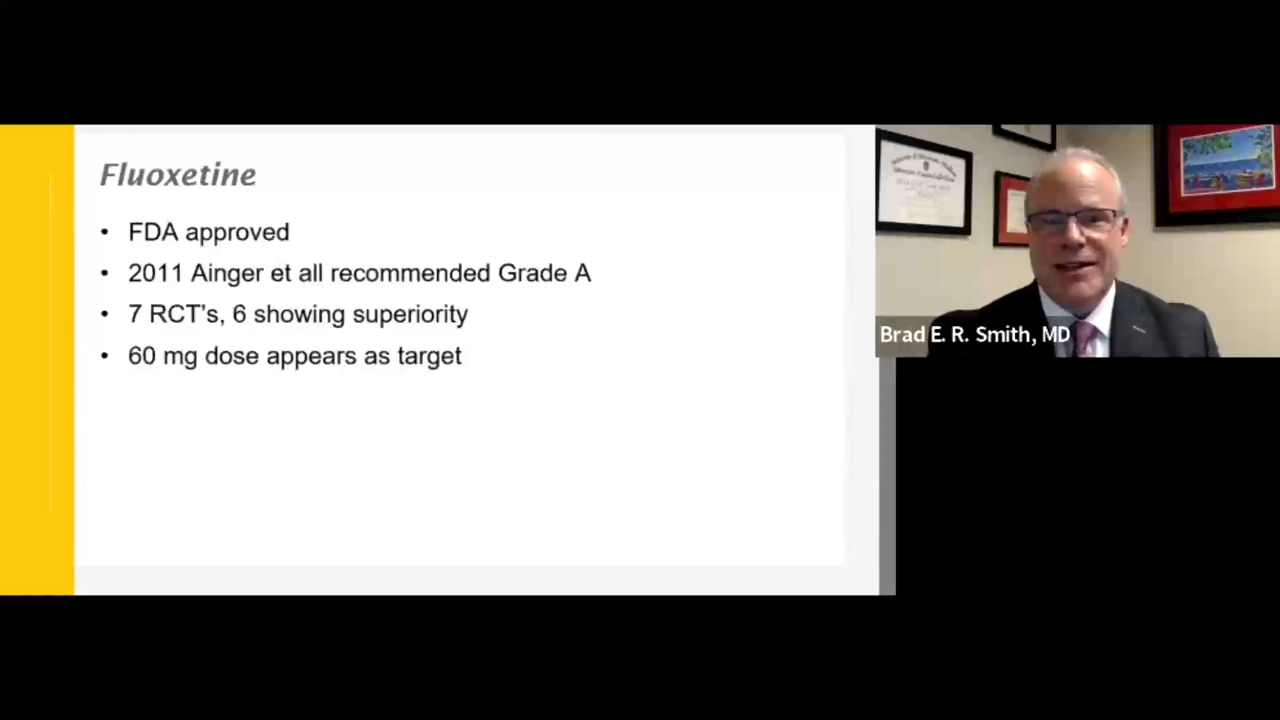 Fluoxetine
• FDA approved
• 2011 Ainger et all recommended Grade A
• 7 RCT's, 6 showing superiority
• 60 mg dose appears as target
Brad E. R. Smith, MD